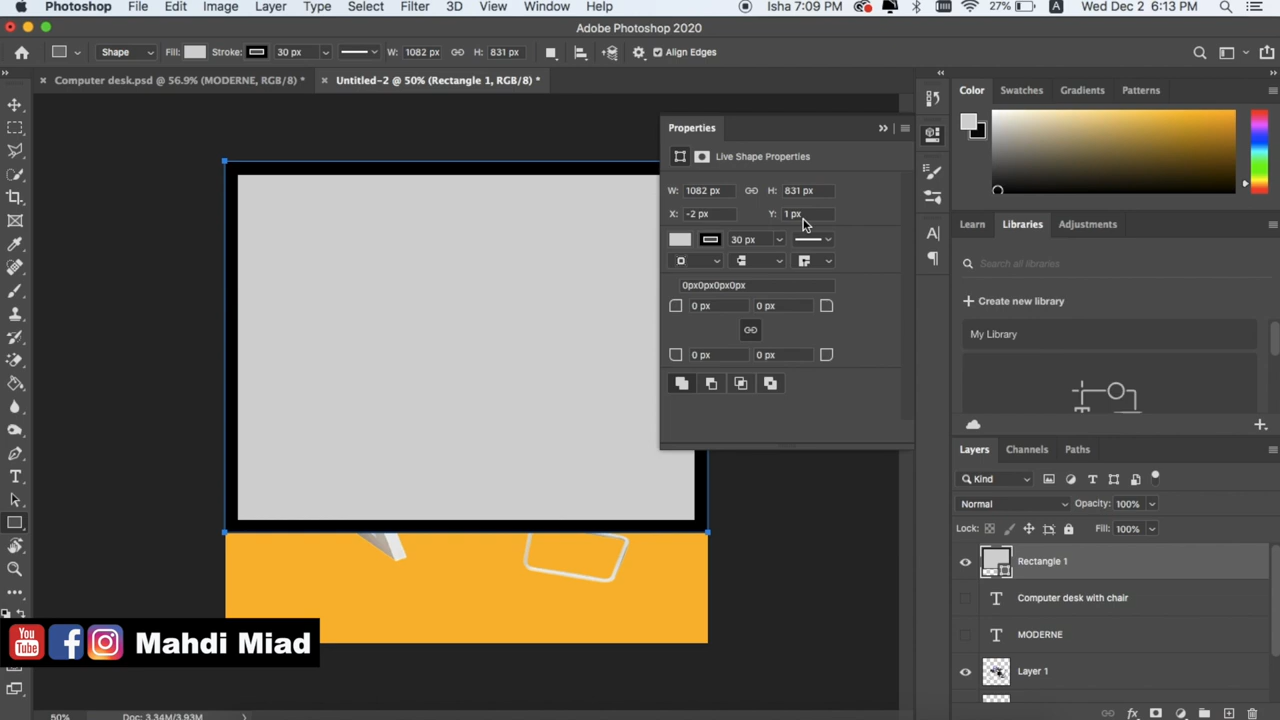 Photoshop File Edit Image Layer Type Select Filter 3D View Window Help Isha 7:09 PM 27% A Wed Dec 2 6:13 PM
Adobe Photoshop 2020
Shape Fill: Stroke: 30 px W: 1082 px H: 831 px Align Edges
Computer desk.psd @ 56.9% (MODERNE, RGB/8) * Untitled-2 @ 50% (Rectangle 1, RGB/8) *
Color Swatches Gradients Patterns
Properties
Live Shape Properties
W: 1082 px H: 831 px
X: -2 px Y: 1 px
30 px
0px0px0px0px
0 px 0 px
0 px 0 px
Learn Libraries Adjustments
Search all libraries
Create new library
My Library
Layers Channels Paths
Kind
Normal Opacity: 100%
Lock: Fill: 100%
Rectangle 1
Computer desk with chair
MODERNE
Layer 1
You Tube Mahdi Miad
50% Doc: 3.34M/3.93M